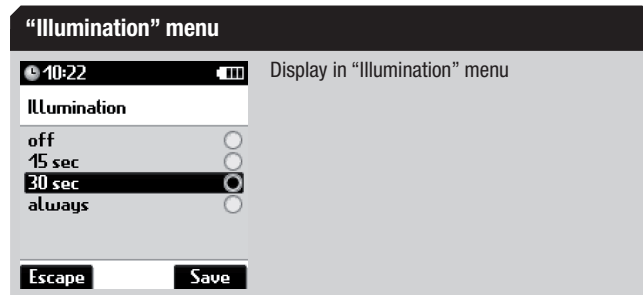 “Illumination” menu
10:22
Display in “Illumination” menu
Illumination
off
15 sec
30 sec
always
Escape
Save